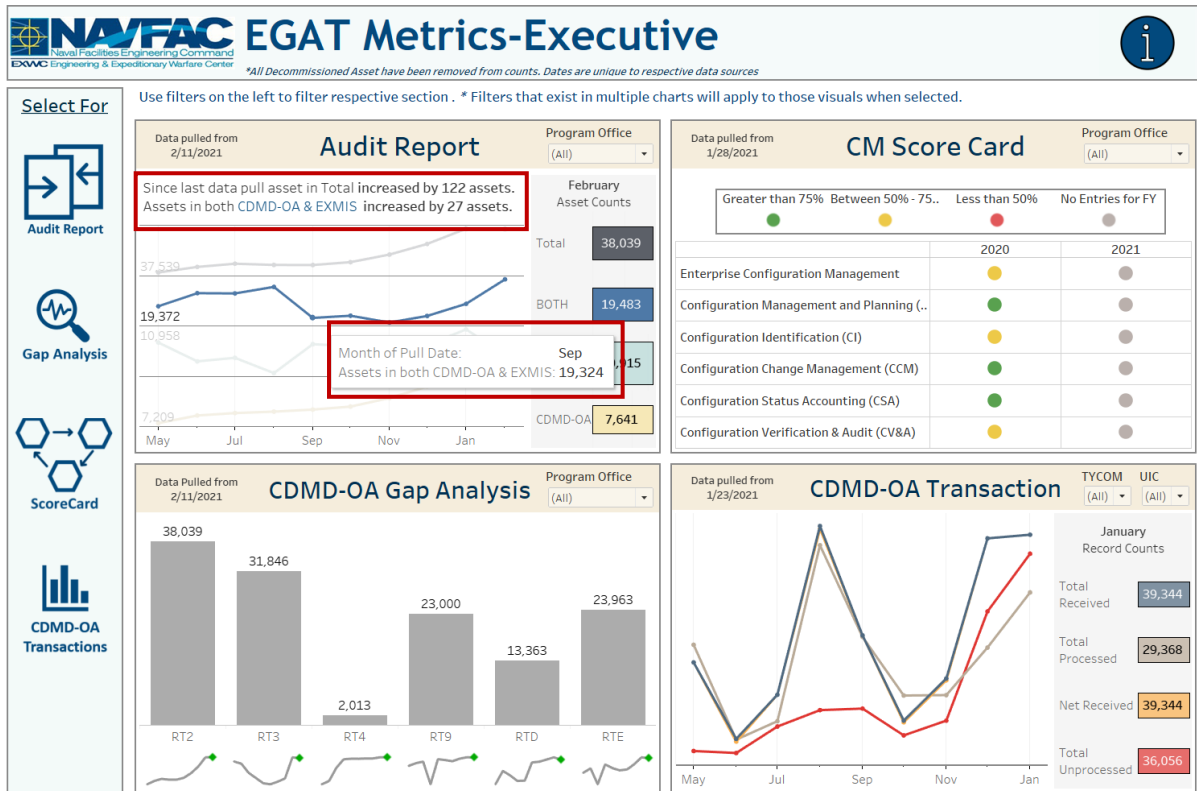 NAVFAC
Naval Facilities Engineering Command
EXWC Engineering & Expeditionary Warfare Center
EGAT Metrics-Executive
*All Decommissioned Asset have been removed from counts. Dates are unique to respective data sources
i
Select For
Audit Report
Gap Analysis
ScoreCard
CDMD-OA
Transactions
Use filters on the left to filter respective section . * Filters that exist in multiple charts will apply to those visuals when selected.
Data pulled from
2/11/2021
Audit Report
Program Office
(All)
Since last data pull asset in Total increased by 122 assets.
Assets in both CDMD-OA & EXMIS increased by 27 assets.
February
Asset Counts
Total
38,039
BOTH
19,483
,915
CDMD-OA
7,641
37,539
19,372
10,958
7,209
Month of Pull Date: Sep
Assets in both CDMD-OA & EXMIS: 19,324
May Jul Sep Nov Jan
Data pulled from
1/28/2021
CM Score Card
Program Office
(All)
Greater than 75% Between 50% - 75.. Less than 50% No Entries for FY
2020 2021
Enterprise Configuration Management
Configuration Management and Planning (..
Configuration Identification (CI)
Configuration Change Management (CCM)
Configuration Status Accounting (CSA)
Configuration Verification & Audit (CV&A)
Data Pulled from
2/11/2021
CDMD-OA Gap Analysis
Program Office
(All)
38,039
31,846
2,013
23,000
13,363
23,963
RT2 RT3 RT4 RT9 RTD RTE
Data pulled from
1/23/2021
CDMD-OA Transaction
TYCOM UIC
(All) (All)
January
Record Counts
Total
Received
39,344
Total
Processed
29,368
Net Received
39,344
Total
Unprocessed
36,056
May Jul Sep Nov Jan